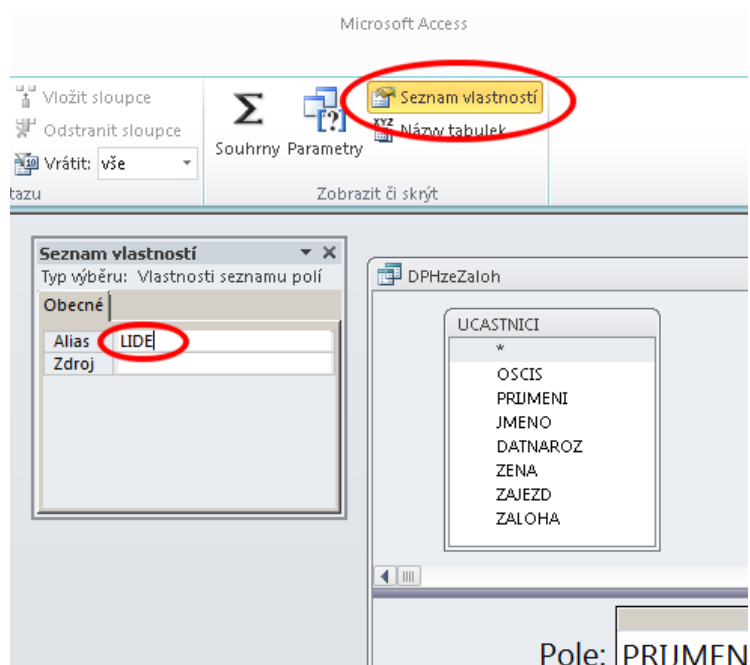 Microsoft Access
Vložit sloupce
Odstranit sloupce
Vrátit: vše
Souhrny
Parametry
Seznam vlastností
Názvy tabulek
tazu
Zobrazit či skrýt
Seznam vlastností
Typ výběru: Vlastnosti seznamu polí
Obecné
Alias LIDE
Zdroj
DPHzeZaloh
UCASTNICI
*
OSCIS
PRIJMENI
JMENO
DATNAROZ
ZENA
ZAJEZD
ZALOHA
Pole: PRIJMEN